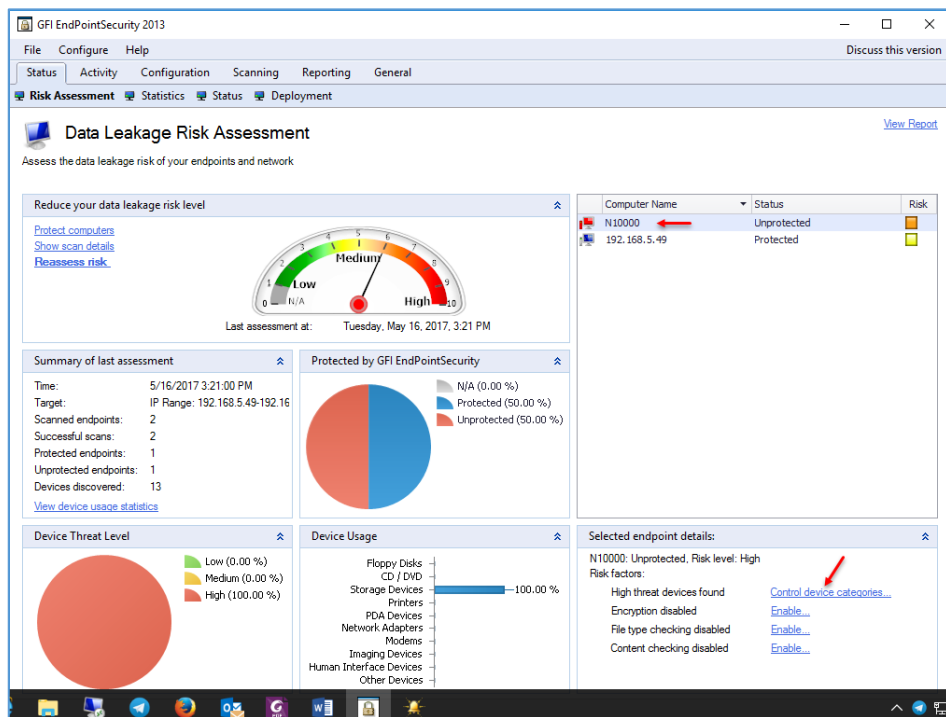 GFI EndPointSecurity 2013
File Configure Help Discuss this version
Status Activity Configuration Scanning Reporting General
Risk Assessment Statistics Status Deployment
Data Leakage Risk Assessment
View Report
Assess the data leakage risk of your endpoints and network
Reduce your data leakage risk level
Protect computers
Show scan details
Reassess risk
0 1 2 3 4 5 6 7 8 9 10
N/A Low Medium High
Last assessment at: Tuesday, May 16, 2017, 3:21 PM
Computer Name Status Risk
N10000 Unprotected
192.168.5.49 Protected
Summary of last assessment
Time: 5/16/2017 3:21:00 PM
Target: IP Range: 192.168.5.49-192.16
Scanned endpoints: 2
Successful scans: 2
Protected endpoints: 1
Unprotected endpoints: 1
Devices discovered: 13
View device usage statistics
Protected by GFI EndPointSecurity
N/A (0.00 %)
Protected (50.00 %)
Unprotected (50.00 %)
Device Threat Level
Low (0.00 %)
Medium (0.00 %)
High (100.00 %)
Device Usage
Floppy Disks
CD / DVD
Storage Devices 100.00 %
Printers
PDA Devices
Network Adapters
Modems
Imaging Devices
Human Interface Devices
Other Devices
Selected endpoint details:
N10000: Unprotected, Risk level: High
Risk factors:
High threat devices found Control device categories...
Encryption disabled Enable...
File type checking disabled Enable...
Content checking disabled Enable...